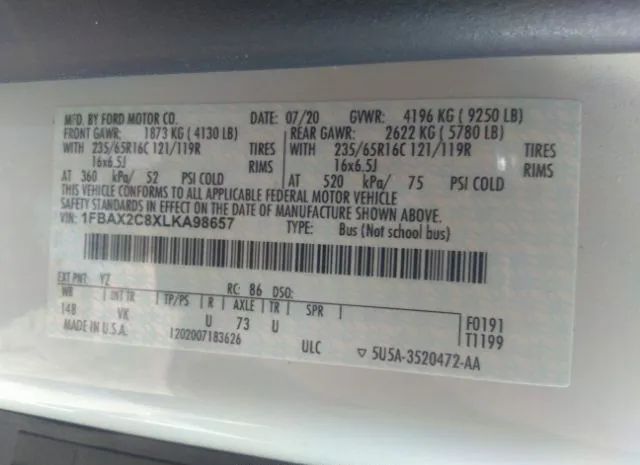 MFD. BY FORD MOTOR CO. DATE: 07/20 GVWR: 4196 KG ( 9250 LB)
FRONT GAWR: 1873 KG ( 4130 LB) REAR GAWR: 2622 KG ( 5780 LB)
WITH 235/65R16C 121/119R TIRES WITH 235/65R16C 121/119R TIRES
16x6.5J RIMS 16x6.5J RIMS
AT 360 kPa/ 52 PSI COLD AT 520 kPa/ 75 PSI COLD
THIS VEHICLE CONFORMS TO ALL APPLICABLE FEDERAL MOTOR VEHICLE
SAFETY STANDARDS IN EFFECT ON THE DATE OF MANUFACTURE SHOWN ABOVE.
VIN: 1FBAX2C8XLKA98657 TYPE: Bus (Not school bus)
EXT PNT: YZ RC: 86 DSO:
WB INT TR TP/PS R AXLE TR SPR F0191
148 VK U 73 U T1199
MADE IN U.S.A. I202007183626 ULC ▽ 5U5A-3520472-AA